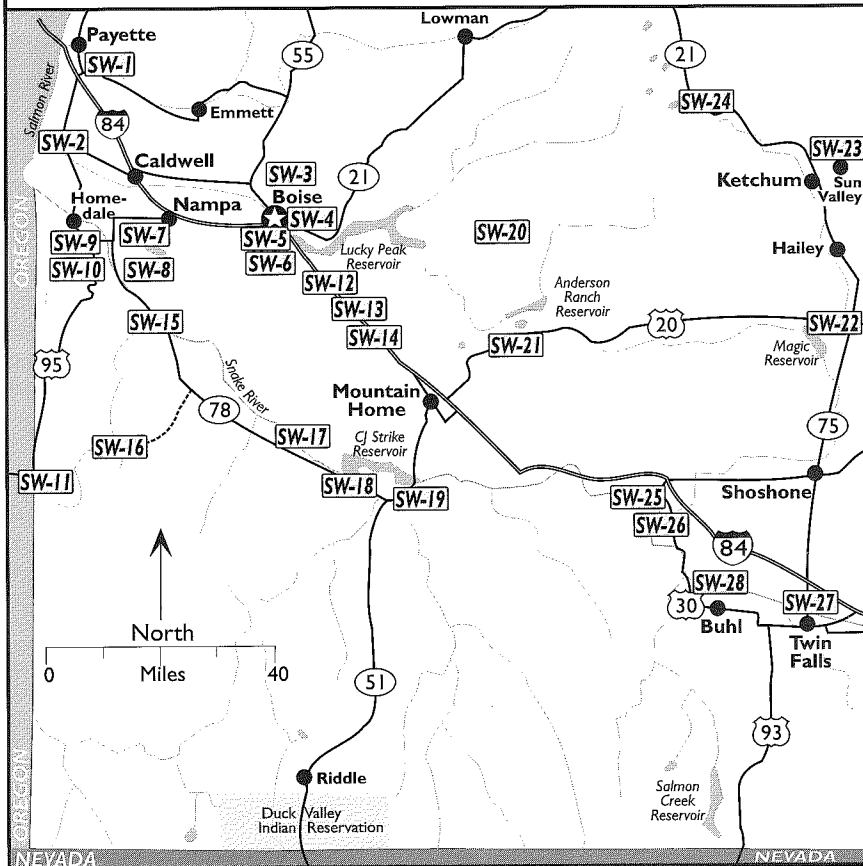 Lowman
Payette
SW-1
55
21
SW-24
Salmon River
84
Emmett
SW-2
Caldwell
SW-3
21
SW-23
Ketchum
Sun
Valley
Home-
dale
Nampa
Boise
SW-4
SW-9
SW-7
SW-5
Lucky Peak
Reservoir
SW-20
Hailey
OREGON
SW-10
SW-8
SW-6
SW-12
Anderson
Ranch
Reservoir
SW-13
SW-15
SW-14
SW-21
20
SW-22
Magic
Reservoir
95
Snake
River
Mountain
Home
78
75
SW-16
SW-17
CJ Strike
Reservoir
SW-11
SW-18
SW-19
SW-25
Shoshone
SW-26
84
North
SW-28
SW-27
30
Buhl
Twin
Falls
0
Miles
40
51
93
Riddle
Salmon
Creek
Reservoir
Duck Valley
Indian Reservation
OREGON
NEVADA
NEVADA